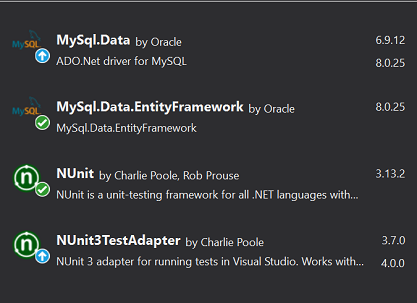 MySql.Data by Oracle 6.9.12
ADO.Net driver for MySQL 8.0.25
MySql.Data.EntityFramework by Oracle 8.0.25
MySql.Data.EntityFramework
NUnit by Charlie Poole, Rob Prouse 3.13.2
NUnit is a unit-testing framework for all .NET languages with...
NUnit3TestAdapter by Charlie Poole 3.7.0
NUnit 3 adapter for running tests in Visual Studio. Works with... 4.0.0